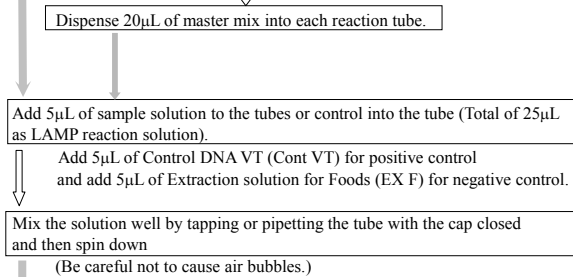 Dispense 20μL of master mix into each reaction tube.
Add 5μL of sample solution to the tubes or control into the tube (Total of 25μL
as LAMP reaction solution).
Add 5μL of Control DNA VT (Cont VT) for positive control
and add 5μL of Extraction solution for Foods (EX F) for negative control.
Mix the solution well by tapping or pipetting the tube with the cap closed
and then spin down
(Be careful not to cause air bubbles.)